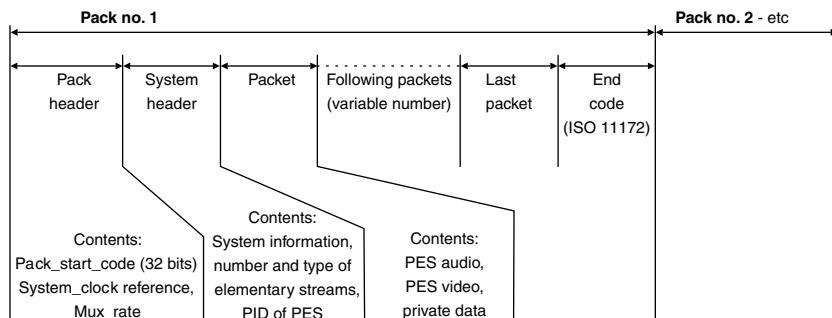 Pack no. 1
Pack no. 2 - etc
Pack
header
System
header
Packet
Following packets
(variable number)
Last
packet
End
code
(ISO 11172)
Contents:
Pack_start_code (32 bits)
System_clock reference,
Mux_rate
Contents:
System information,
number and type of
elementary streams,
PID of PES
Contents:
PES audio,
PES video,
private data